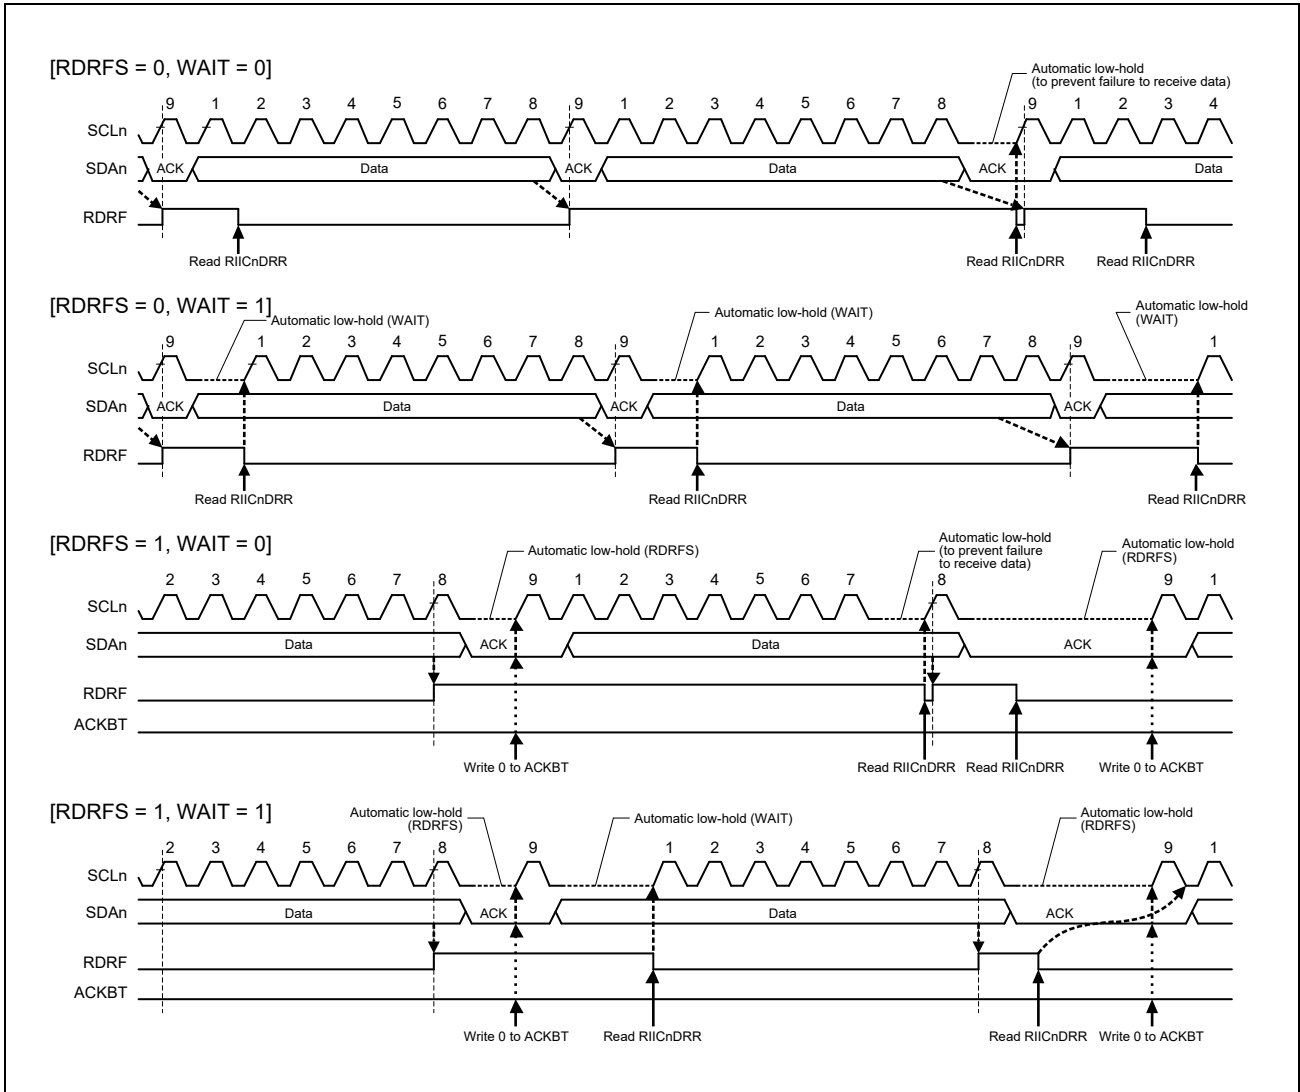 [RDRFS = 0, WAIT = 0]
Automatic low-hold
(to prevent failure to receive data)
9 1 2 3 4 5 6 7 8 9 1 2 3 4 5 6 7 8 9 1 2 3 4
SCLn
SDAn ACK Data ACK Data ACK Data
RDRF
Read RIICnDRR Read RIICnDRR Read RIICnDRR
[RDRFS = 0, WAIT = 1]
Automatic low-hold (WAIT) Automatic low-hold (WAIT) Automatic low-hold
(WAIT)
9 1 2 3 4 5 6 7 8 9 1 2 3 4 5 6 7 8 9 1
SCLn
SDAn ACK Data ACK Data ACK
RDRF
Read RIICnDRR Read RIICnDRR Read RIICnDRR
[RDRFS = 1, WAIT = 0]
Automatic low-hold (RDRFS)
Automatic low-hold
(to prevent failure
to receive data)
Automatic low-hold
(RDRFS)
2 3 4 5 6 7 8 9 1 2 3 4 5 6 7 8 9 1
SCLn
SDAn Data ACK Data ACK
RDRF
ACKBT
Write 0 to ACKBT Read RIICnDRR Read RIICnDRR Write 0 to ACKBT
[RDRFS = 1, WAIT = 1]
Automatic low-hold
(RDRFS)
Automatic low-hold (WAIT)
Automatic low-hold
(RDRFS)
2 3 4 5 6 7 8 9 1 2 3 4 5 6 7 8 9 1
SCLn
SDAn Data ACK Data ACK
RDRF
ACKBT
Write 0 to ACKBT Read RIICnDRR Read RIICnDRR Write 0 to ACKBT